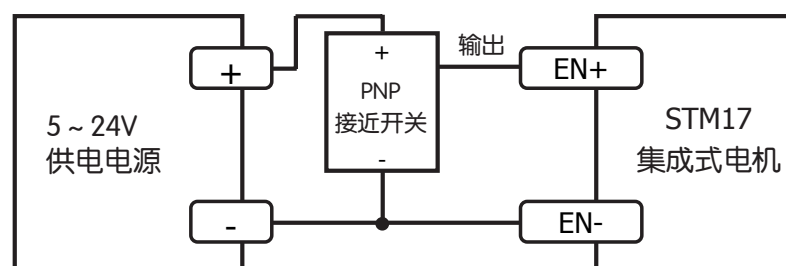 5 ~ 24V
供电电源
+
-
+
PNP
接近开关
-
输出
EN+
EN-
STM17
集成式电机